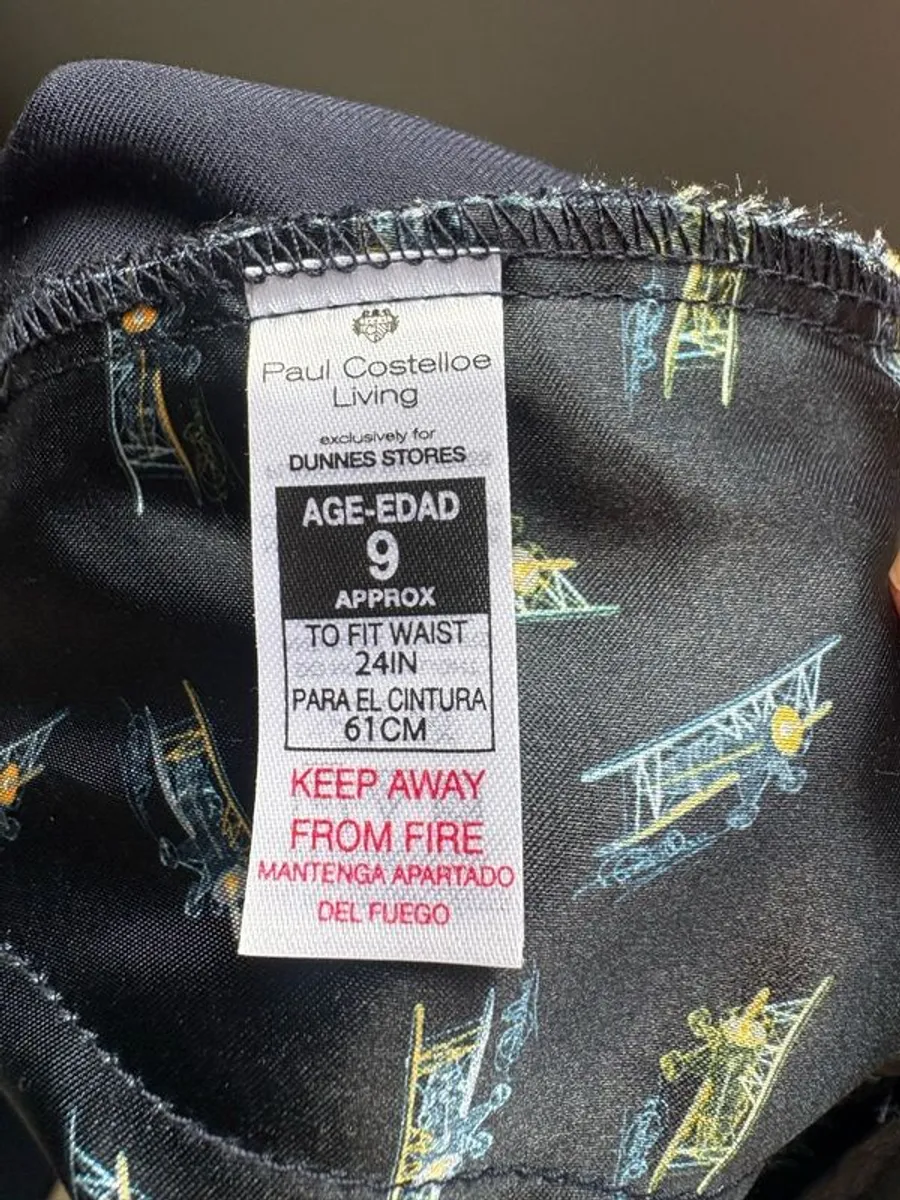 Paul Costelloe
Living
exclusively for
DUNNES STORES
AGE-EDAD
9
APPROX
TO FIT WAIST
24IN
PARA EL CINTURA
61CM
KEEP AWAY
FROM FIRE
MANTENGA APARTADO
DEL FUEGO